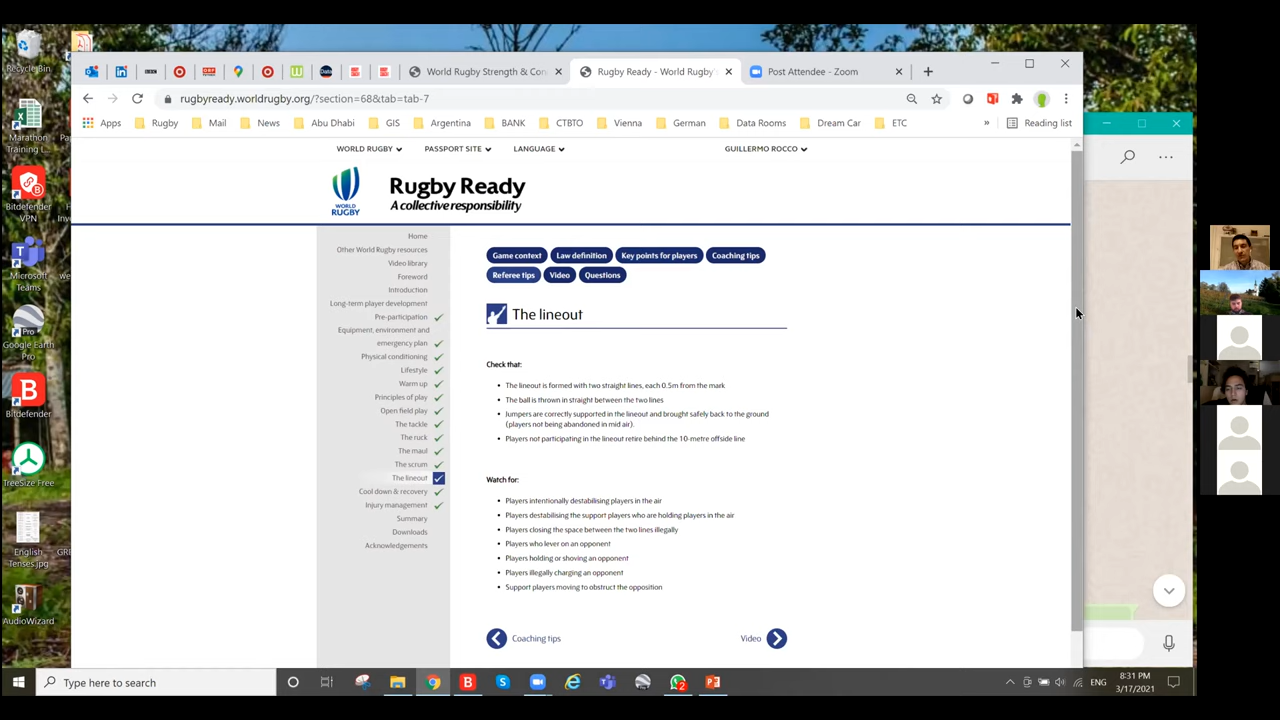 Recycle Bin
Marathon
Training I...
Bitdefender
VPN
Microsoft
Teams
Google Earth
Pro
Bitdefender
TreeSize Free
English
Tenses.jpg
AudioWizard
World Rugby Strength & Con
Rugby Ready - World Rugby'
Post Attendee - Zoom
rugbyready.worldrugby.org/?section=68&tab=tab-7
Apps
Rugby
Mail
News
Abu Dhabi
GIS
Argentina
BANK
CTBTO
Vienna
German
Data Rooms
Dream Car
ETC
»
Reading list
WORLD RUGBY
PASSPORT SITE
LANGUAGE
GUILLERMO ROCCO
WORLD
RUGBY
Rugby Ready
A collective responsibility
Home
Other World Rugby resources
Video library
Foreword
Introduction
Long-term player development
Pre-participation
Equipment, environment and
emergency plan
Physical conditioning
Lifestyle
Warm up
Principles of play
Open field play
The tackle
The ruck
The maul
The scrum
The lineout
Cool down & recovery
Injury management
Summary
Downloads
Acknowledgements
Game context
Law definition
Key points for players
Coaching tips
Referee tips
Video
Questions
The lineout
Check that:
• The lineout is formed with two straight lines, each 0.5m from the mark
• The ball is thrown in straight between the two lines
• Jumpers are correctly supported in the lineout and brought safely back to the ground
(players not being abandoned in mid air).
• Players not participating in the lineout retire behind the 10-metre offside line
Watch for:
• Players intentionally destabilising players in the air
• Players destabilising the support players who are holding players in the air
• Players closing the space between the two lines illegally
• Players who lever on an opponent
• Players holding or shoving an opponent
• Players illegally charging an opponent
• Support players moving to obstruct the opposition
Coaching tips
Video
Type here to search
ENG
8:31 PM
3/17/2021